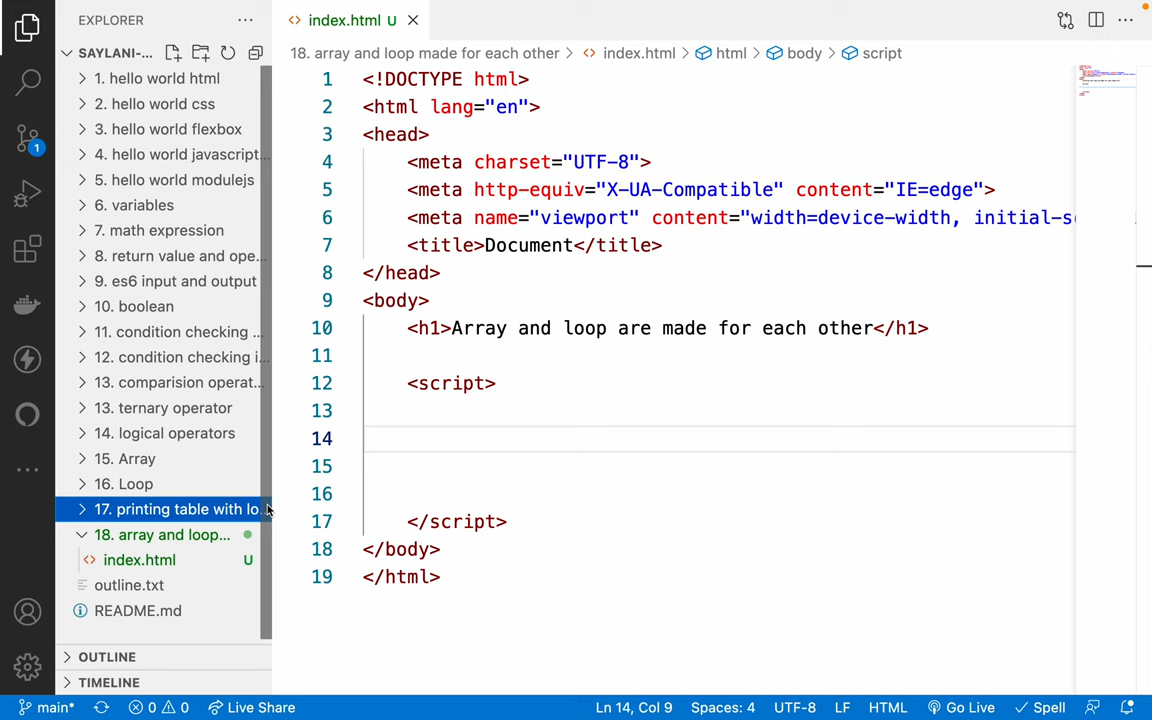 EXPLORER
SAYLANI-...
1. hello world html
2. hello world css
3. hello world flexbox
4. hello world javascript...
5. hello world modulejs
6. variables
7. math expression
8. return value and ope...
9. es6 input and output
10. boolean
11. condition checking ...
12. condition checking i...
13. comparision operat...
13. ternary operator
14. logical operators
15. Array
16. Loop
17. printing table with lo...
18. array and loop...
index.html U
outline.txt
README.md
OUTLINE
TIMELINE
1
index.html U
18. array and loop made for each other > index.html > html > body > script
1 <!DOCTYPE html>
2 <html lang="en">
3 <head>
4 <meta charset="UTF-8">
5 <meta http-equiv="X-UA-Compatible" content="IE=edge">
6 <meta name="viewport" content="width=device-width, initial-sc
7 <title>Document</title>
8 </head>
9 <body>
10 <h1>Array and loop are made for each other</h1>
11
12 <script>
13
14
15
16
17 </script>
18 </body>
19 </html>
main* 0 0 Live Share Ln 14, Col 9 Spaces: 4 UTF-8 LF HTML Go Live Spell